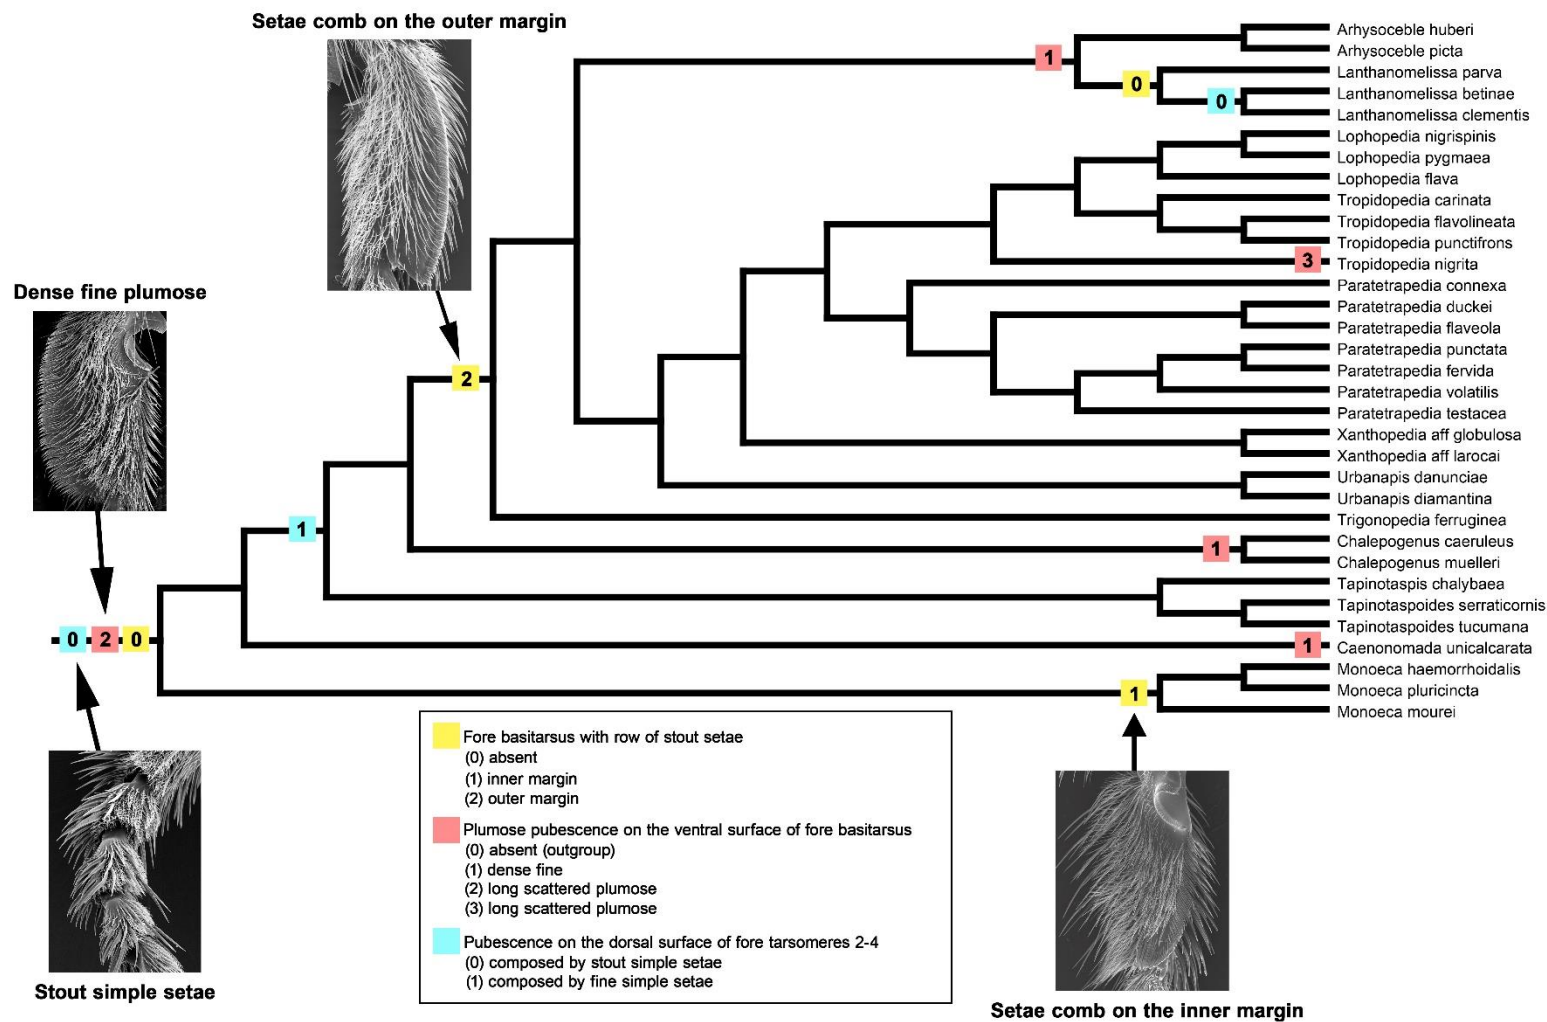 Setae comb on the outer margin
Dense fine plumose
Stout simple setae
Setae comb on the inner margin
1
0
0
3
2
1
1
0 2 0
1
1
Arhysoceble huberi
Arhysoceble picta
Lanthanomelissa parva
Lanthanomelissa betinae
Lanthanomelissa clementis
Lophopedia nigrispinis
Lophopedia pygmaea
Lophopedia flava
Tropidopedia carinata
Tropidopedia flavolineata
Tropidopedia punctifrons
Tropidopedia nigrita
Paratetrapedia connexa
Paratetrapedia duckei
Paratetrapedia flaveola
Paratetrapedia punctata
Paratetrapedia fervida
Paratetrapedia volatilis
Paratetrapedia testacea
Xanthopedia aff globulosa
Xanthopedia aff larocai
Urbanapis danunciae
Urbanapis diamantina
Trigonopedia ferruginea
Chalepogenus caeruleus
Chalepogenus muelleri
Tapinotaspis chalybaea
Tapinotaspoides serraticornis
Tapinotaspoides tucumana
Caenonomada unicalcarata
Monoeca haemorrhoidalis
Monoeca pluricincta
Monoeca mourei
Fore basitarsus with row of stout setae
(0) absent
(1) inner margin
(2) outer margin
Plumose pubescence on the ventral surface of fore basitarsus
(0) absent (outgroup)
(1) dense fine
(2) long scattered plumose
(3) long scattered plumose
Pubescence on the dorsal surface of fore tarsomeres 2-4
(0) composed by stout simple setae
(1) composed by fine simple setae